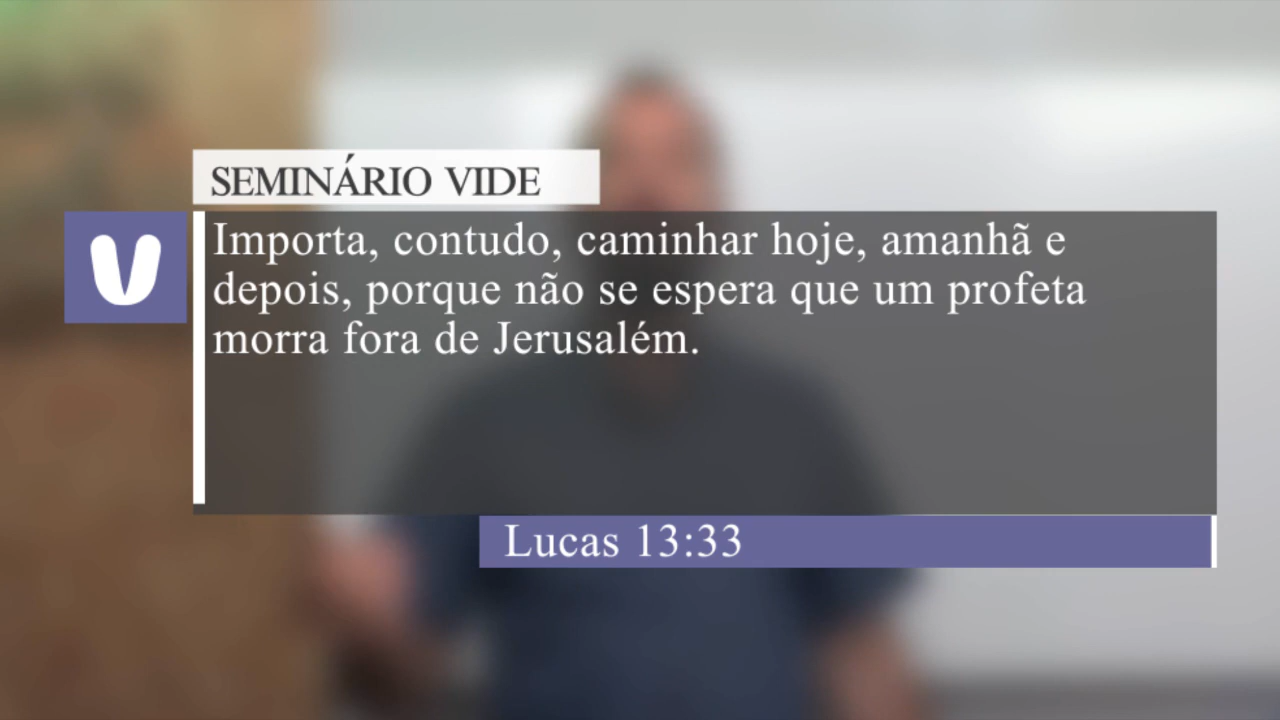 SEMINÁRIO VIDE
Importa, contudo, caminhar hoje, amanhã e
depois, porque não se espera que um profeta
morra fora de Jerusalém.
Lucas 13:33